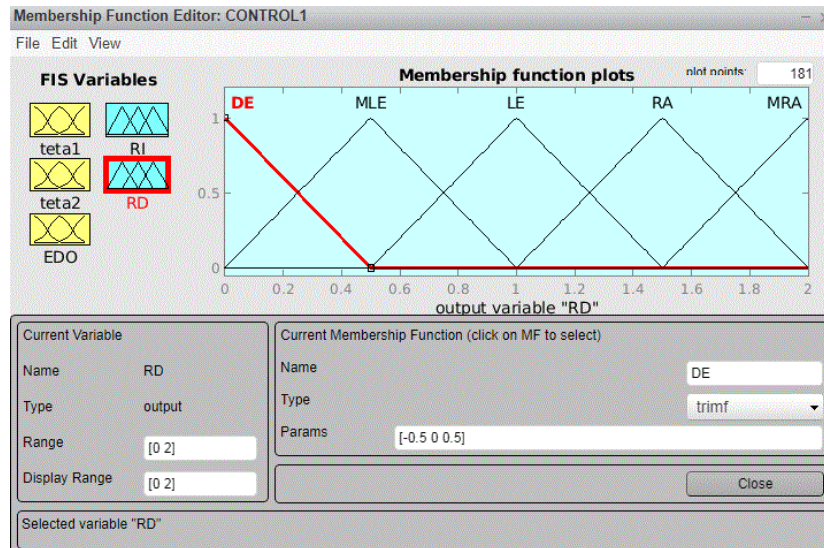 Membership Function Editor: CONTROL1
File Edit View
FIS Variables
teta1
RI
teta2
RD
EDO
Membership function plots
plot points:
181
DE
MLE
LE
RA
MRA
1
0.5
0
0 0.2 0.4 0.6 0.8 1 1.2 1.4 1.6 1.8 2
output variable "RD"
Current Variable
Name RD
Type output
Range [0 2]
Display Range [0 2]
Current Membership Function (click on MF to select)
Name DE
Type trimf
Params [-0.5 0 0.5]
Close
Selected variable "RD"